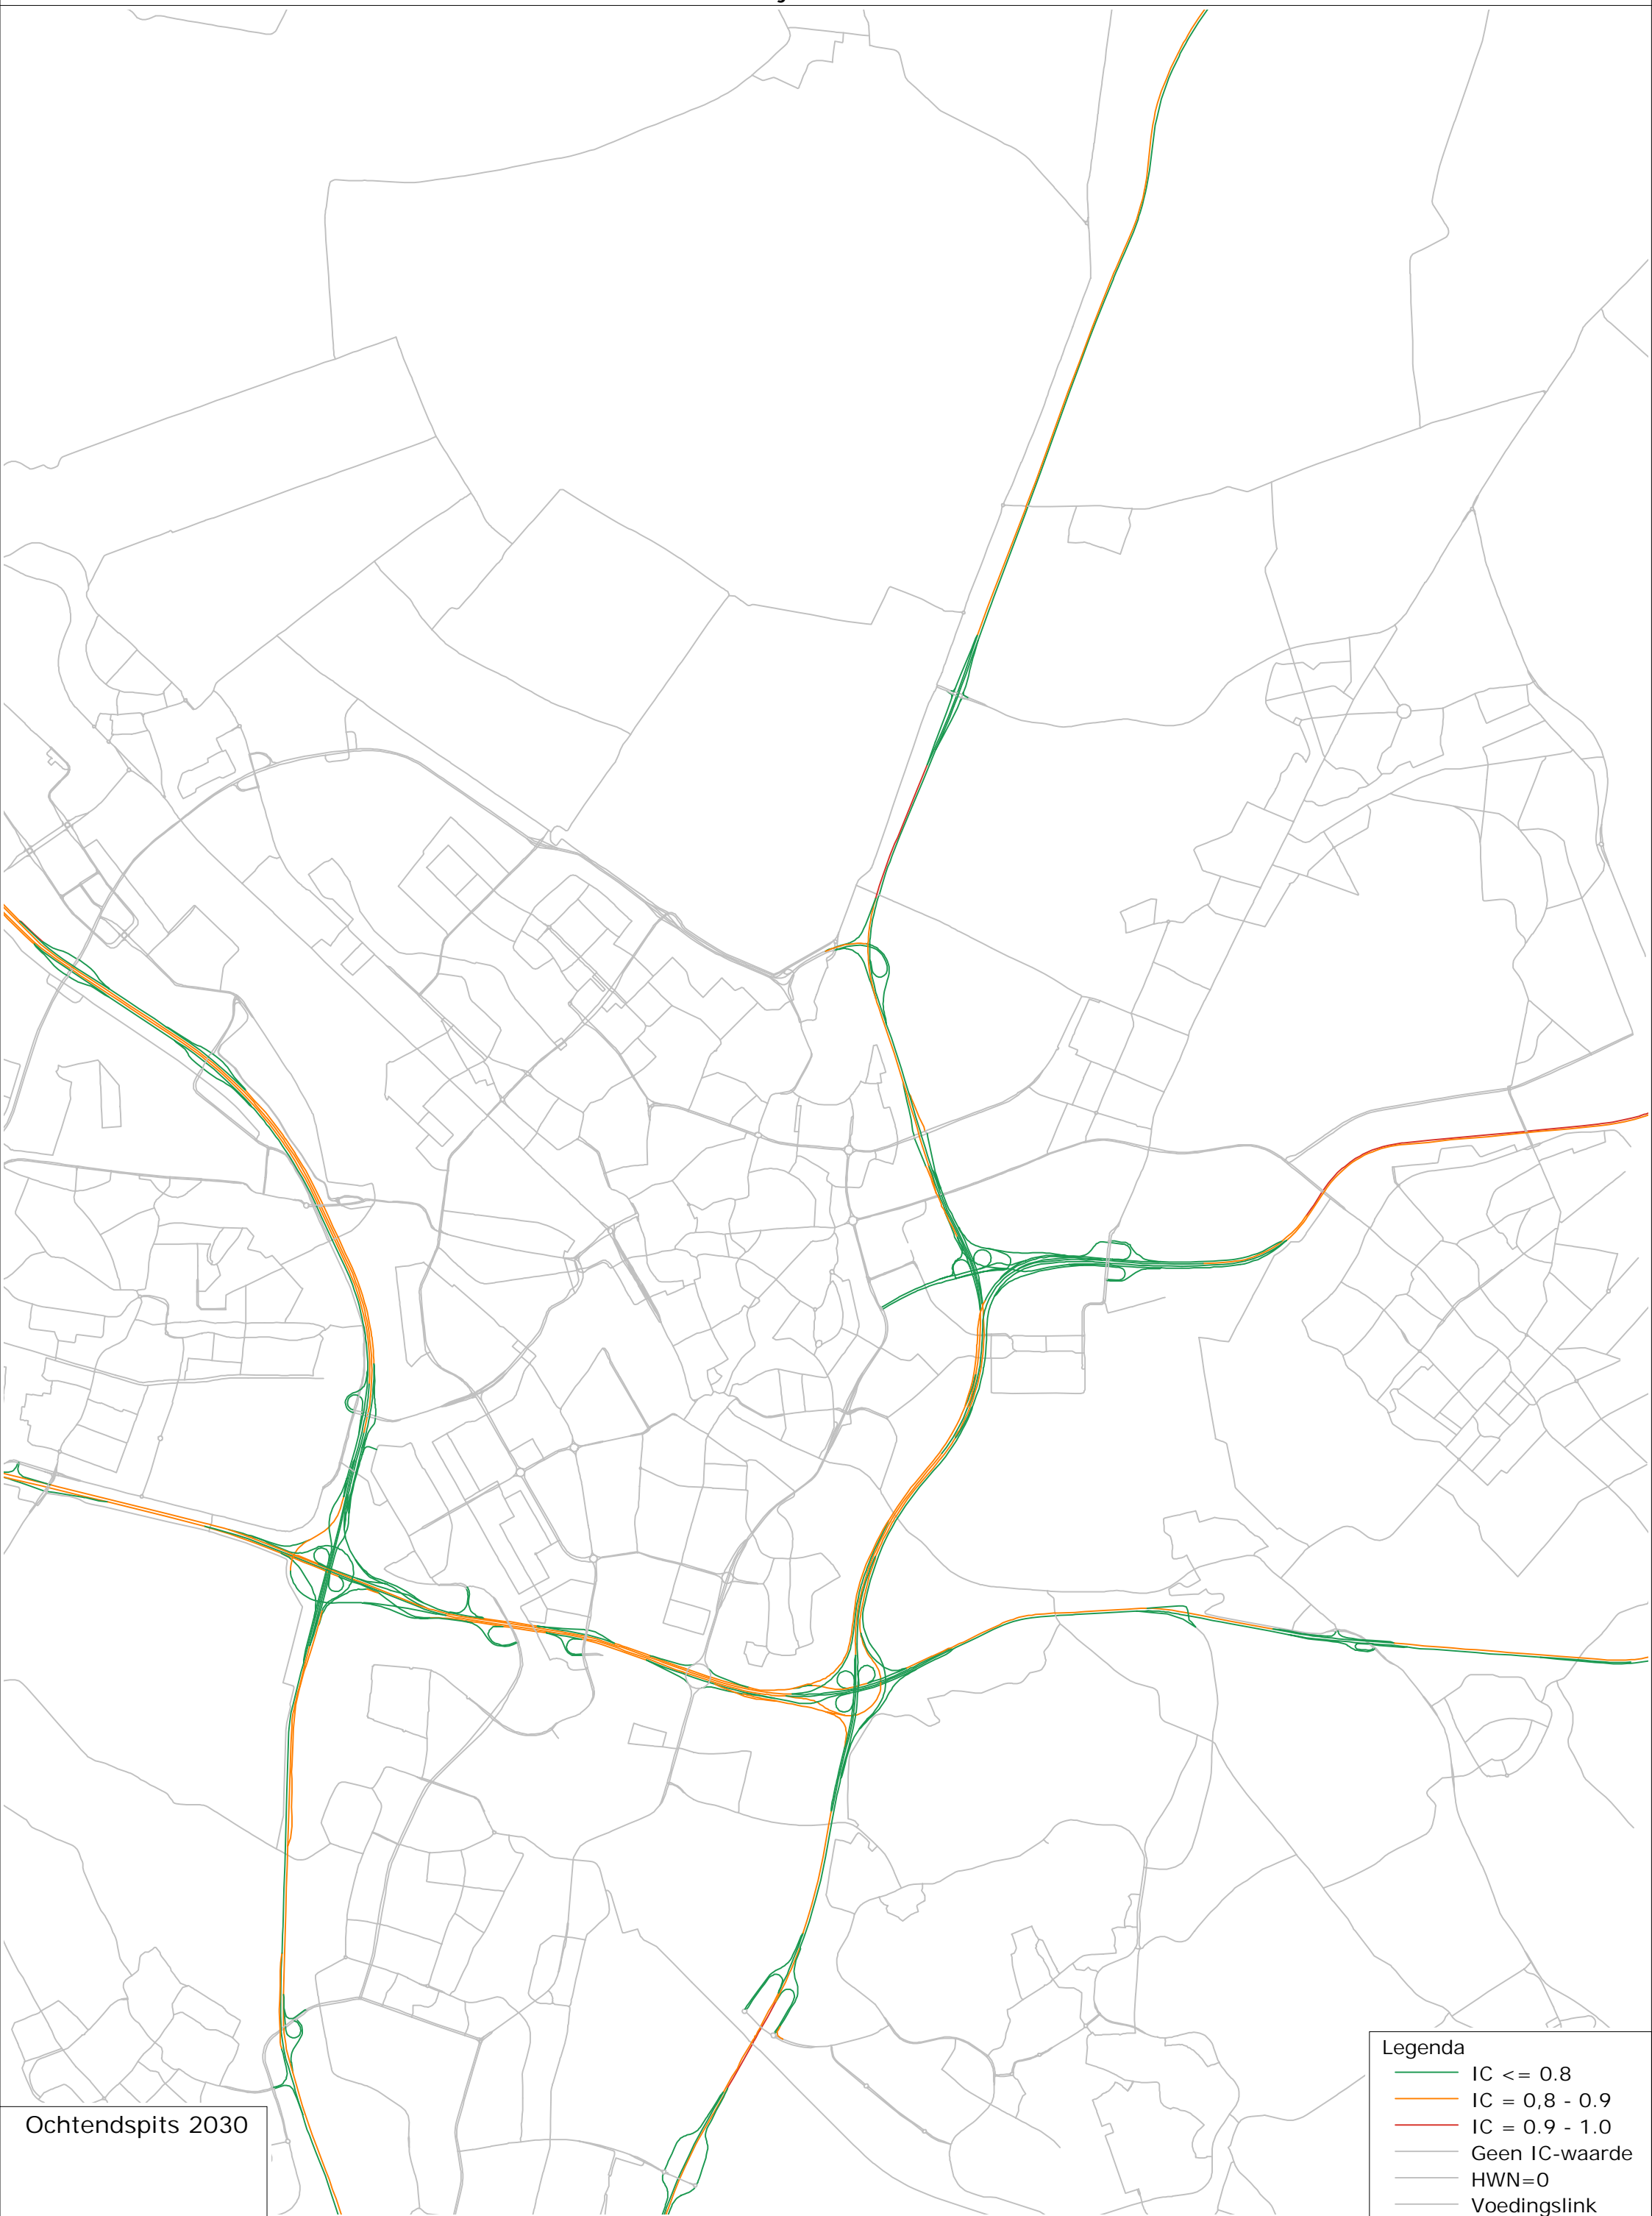 Ochtendspits 2030
Legenda
IC <= 0.8
IC = 0,8 - 0.9
IC = 0.9 - 1.0
Geen IC-waarde
HWN=0
Voedingslink